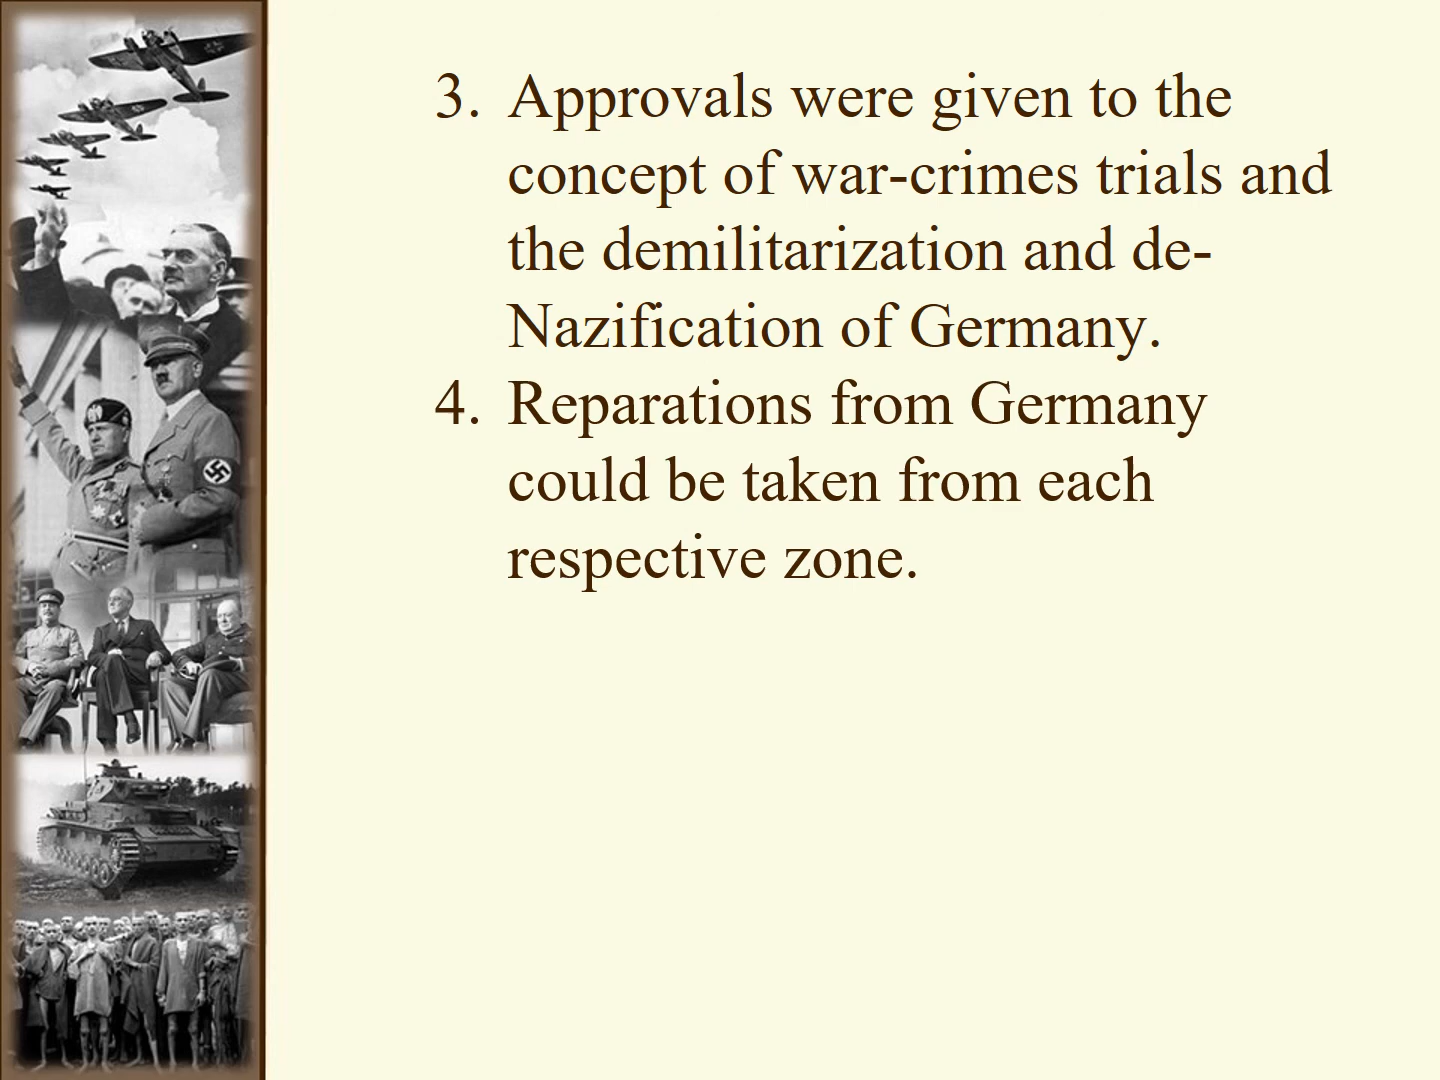 3. Approvals were given to the
concept of war-crimes trials and
the demilitarization and de-
Nazification of Germany.
4. Reparations from Germany
could be taken from each
respective zone.